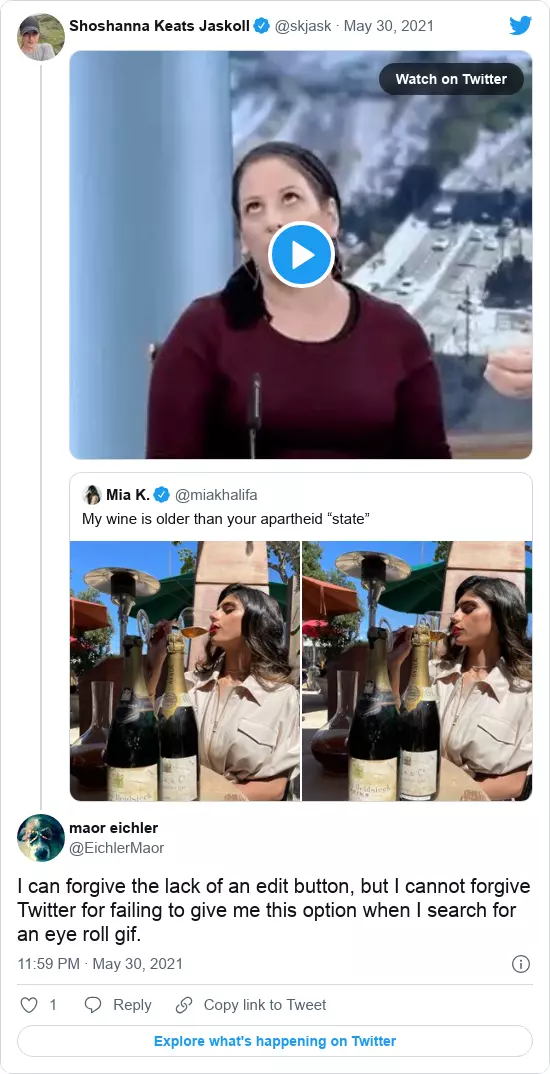 Shoshanna Keats Jaskoll @skjask · May 30, 2021
Watch on Twitter
Mia K. @miakhalifa
My wine is older than your apartheid “state”
maor eichler
@EichlerMaor
I can forgive the lack of an edit button, but I cannot forgive
Twitter for failing to give me this option when I search for
an eye roll gif.
11:59 PM · May 30, 2021
1 Reply Copy link to Tweet
Explore what's happening on Twitter